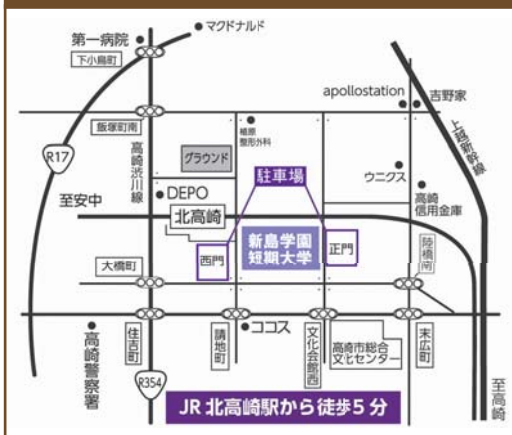 マクドナルド
第一病院
下小鳥町
apollostation
吉野家
飯塚町南
植原
整形外科
上越新幹線
R17
高崎渋川線
グラウンド
駐車場
ウニクス
DEPO
高崎
信用金庫
至安中
北高崎
新島学園
短期大学
西門
正門
陸橋南
大橋町
高崎警察署
住吉町
請地町
ココス
文化会館西
高崎市総合
文化センター
末広町
至高崎
R354
JR 北高崎駅から徒歩5分